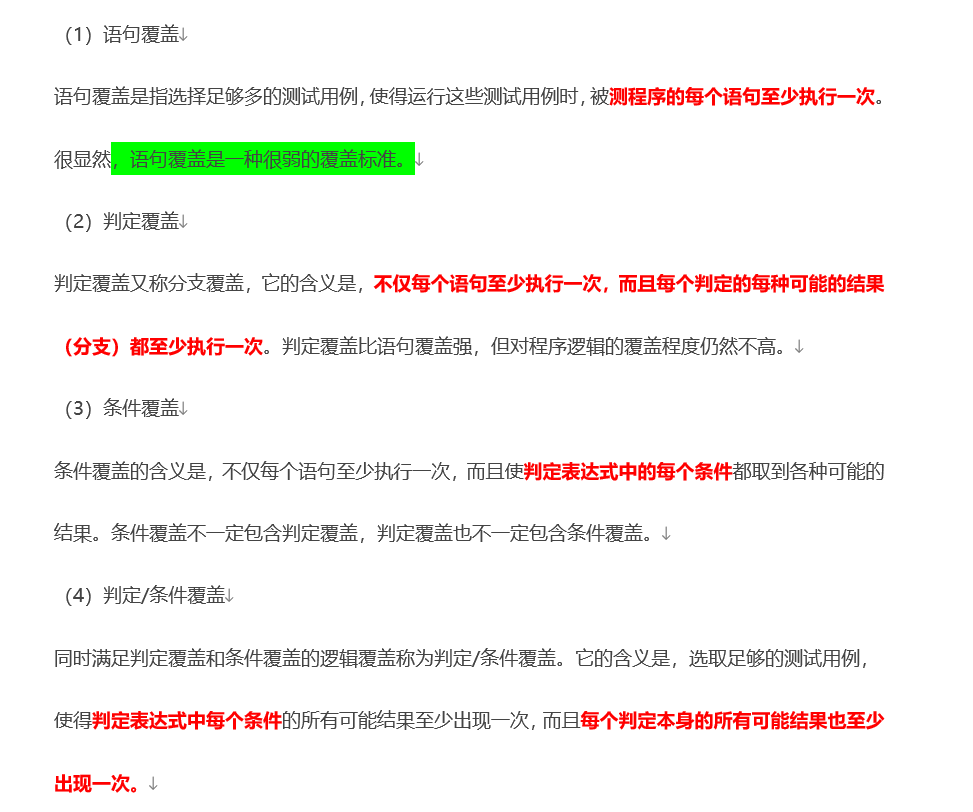 （1）语句覆盖↓
语句覆盖是指选择足够多的测试用例，使得运行这些测试用例时，被测程序的每个语句至少执行一次。
很显然，语句覆盖是一种很弱的覆盖标准。↓
（2）判定覆盖↓
判定覆盖又称分支覆盖，它的含义是，不仅每个语句至少执行一次，而且每个判定的每种可能的结果
（分支）都至少执行一次。判定覆盖比语句覆盖强，但对程序逻辑的覆盖程度仍然不高。↓
（3）条件覆盖↓
条件覆盖的含义是，不仅每个语句至少执行一次，而且使判定表达式中的每个条件都取到各种可能的
结果。条件覆盖不一定包含判定覆盖，判定覆盖也不一定包含条件覆盖。↓
（4）判定/条件覆盖↓
同时满足判定覆盖和条件覆盖的逻辑覆盖称为判定/条件覆盖。它的含义是，选取足够的测试用例，
使得判定表达式中每个条件的所有可能结果至少出现一次，而且每个判定本身的所有可能结果也至少
出现一次。↓